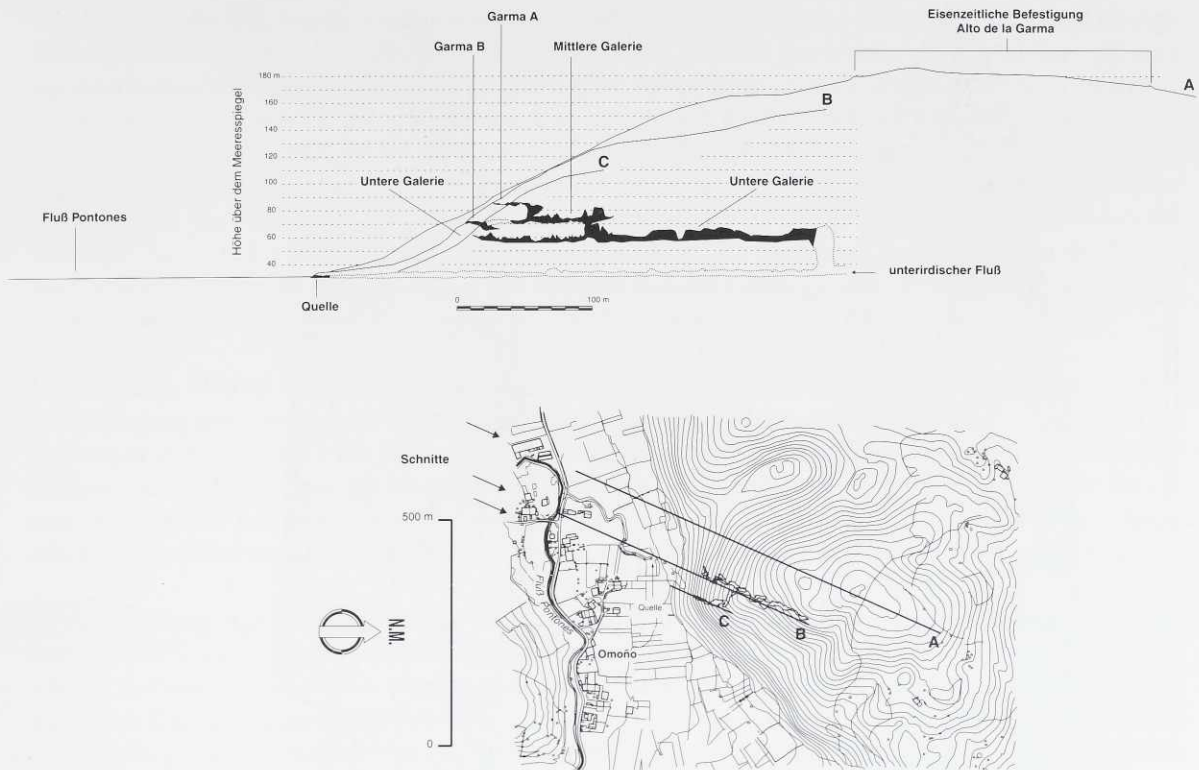 Garma A
Eisenzeitliche Befestigung
Alto de la Garma
Garma B
Mittlere Galerie
180 m
160
140
120
100
80
60
40
Höhe über dem Meeresspiegel
A
B
C
Untere Galerie
Untere Galerie
Fluß Pontones
unterirdischer Fluß
Quelle
0
100 m
Schnitte
500 m
0
N.M.
Fluß Pontones
Quelle
Omoño
C
B
A